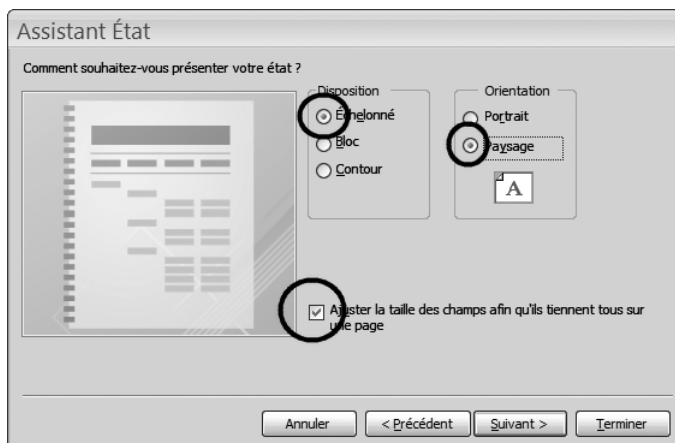 Assistant État
Comment souhaitez-vous présenter votre état ?
Disposition
Échelonné
Bloc
Contour
Orientation
Portrait
Paysage
A
Ajuster la taille des champs afin qu'ils tiennent tous sur
une page
Annuler
< Précédent
Suivant >
Terminer